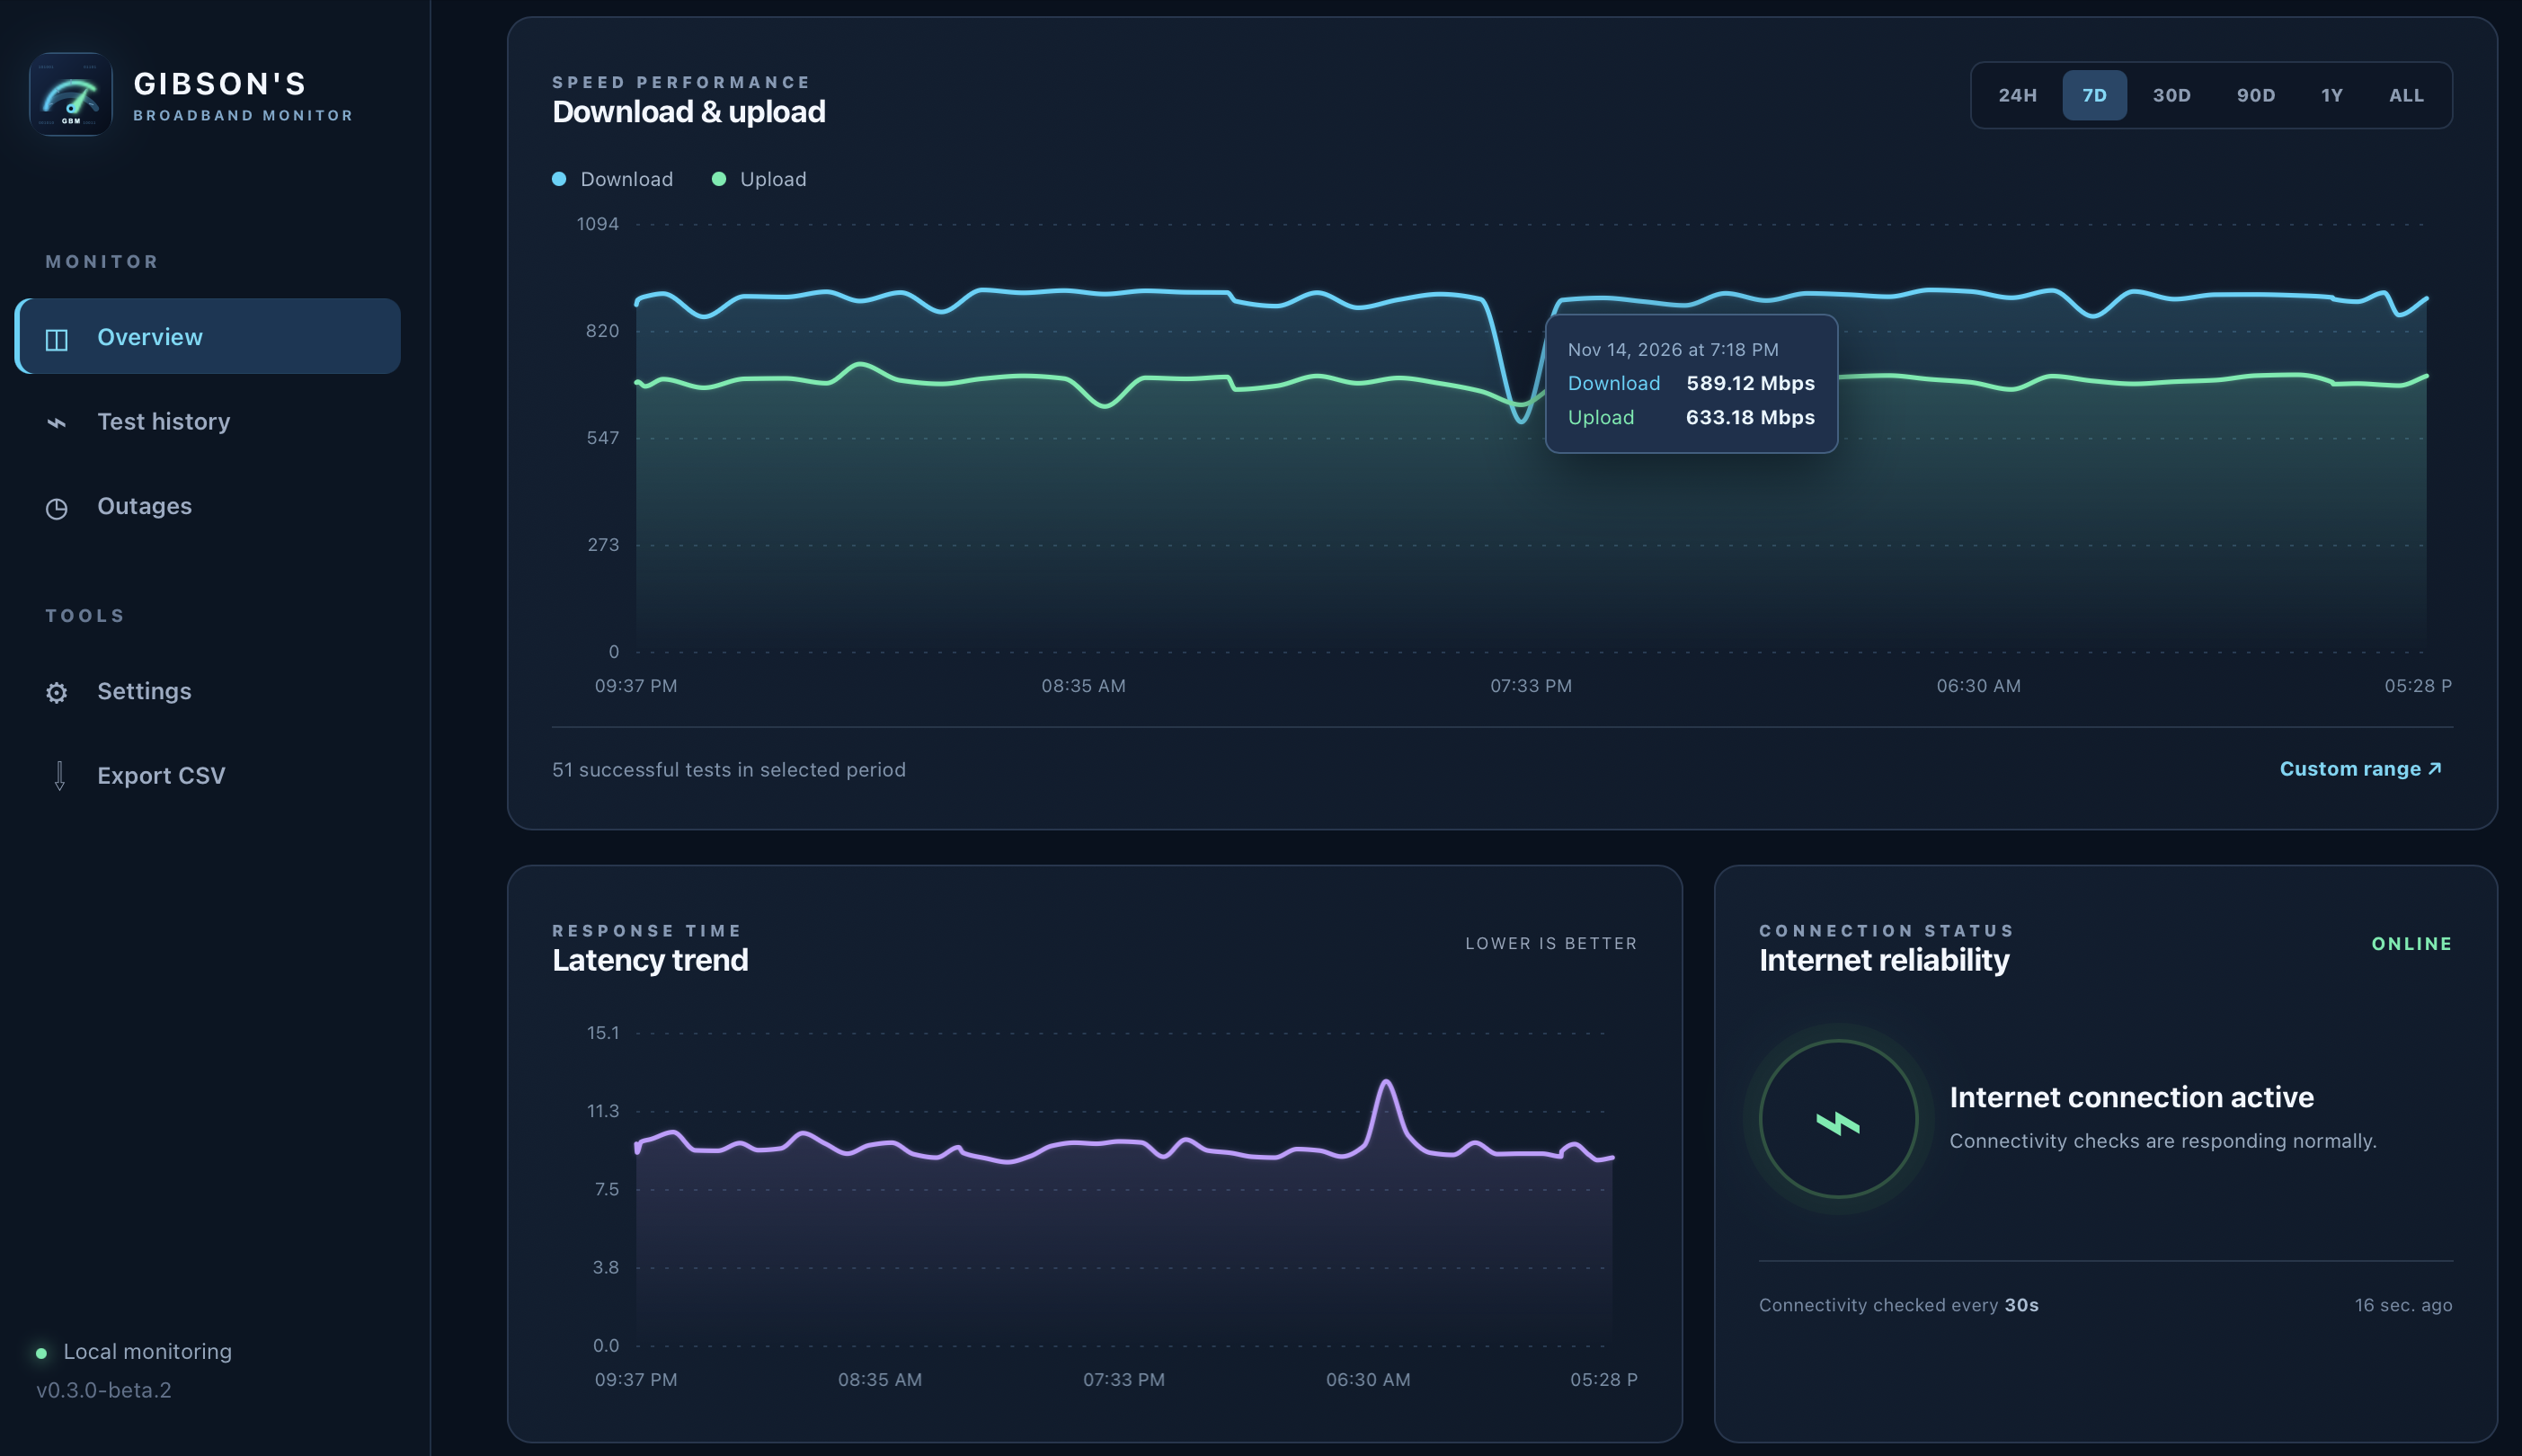 GIBSON'S
BROADBAND MONITOR
GBM
MONITOR
Overview
Test history
Outages
TOOLS
Settings
Export CSV
Local monitoring
v0.3.0-beta.2
SPEED PERFORMANCE
Download & upload
24H 7D 30D 90D 1Y ALL
Download Upload
1094
820
547
273
0
Nov 14, 2026 at 7:18 PM
Download 589.12 Mbps
Upload 633.18 Mbps
09:37 PM 08:35 AM 07:33 PM 06:30 AM 05:28 P
51 successful tests in selected period
Custom range ↗
RESPONSE TIME
Latency trend
LOWER IS BETTER
15.1
11.3
7.5
3.8
0.0
09:37 PM 08:35 AM 07:33 PM 06:30 AM 05:28 P
CONNECTION STATUS
Internet reliability
ONLINE
Internet connection active
Connectivity checks are responding normally.
Connectivity checked every 30s
16 sec. ago